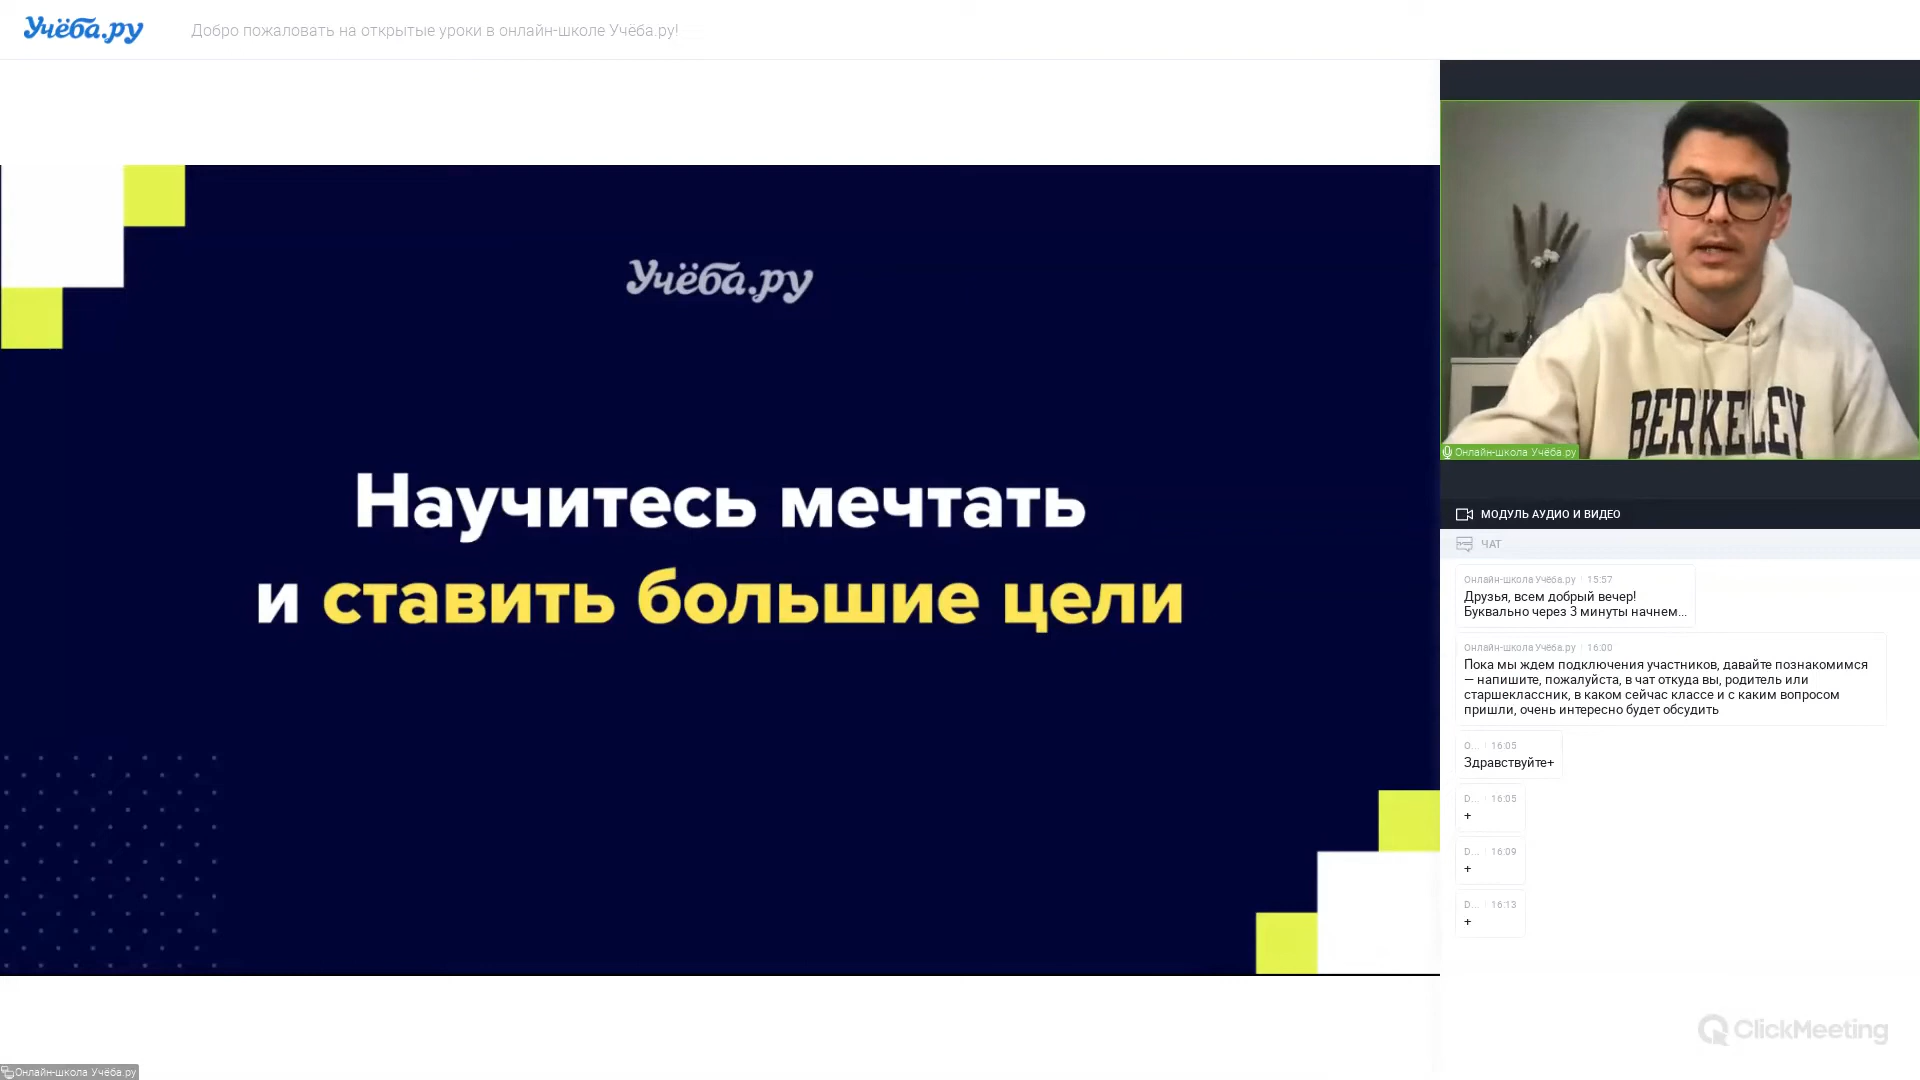 Учёба.ру
Добро пожаловать на открытые уроки в онлайн-школе Учёба.ру!
Учёба.ру
Научитесь мечтать
и ставить большие цели
BERKELEY
Онлайн-школа Учёба.ру
МОДУЛЬ АУДИО И ВИДЕО
ЧАТ
Онлайн-школа Учёба.ру 15:57
Друзья, всем добрый вечер!
Буквально через 3 минуты начнем...
Онлайн-школа Учёба.ру 16:00
Пока мы ждем подключения участников, давайте познакомимся
— напишите, пожалуйста, в чат откуда вы, родитель или
старшеклассник, в каком сейчас классе и с каким вопросом
пришли, очень интересно будет обсудить
О... 16:05
Здравствуйте+
D... 16:05
+
D... 16:09
+
D... 16:13
+
ClickMeeting
Онлайн-школа Учёба.ру